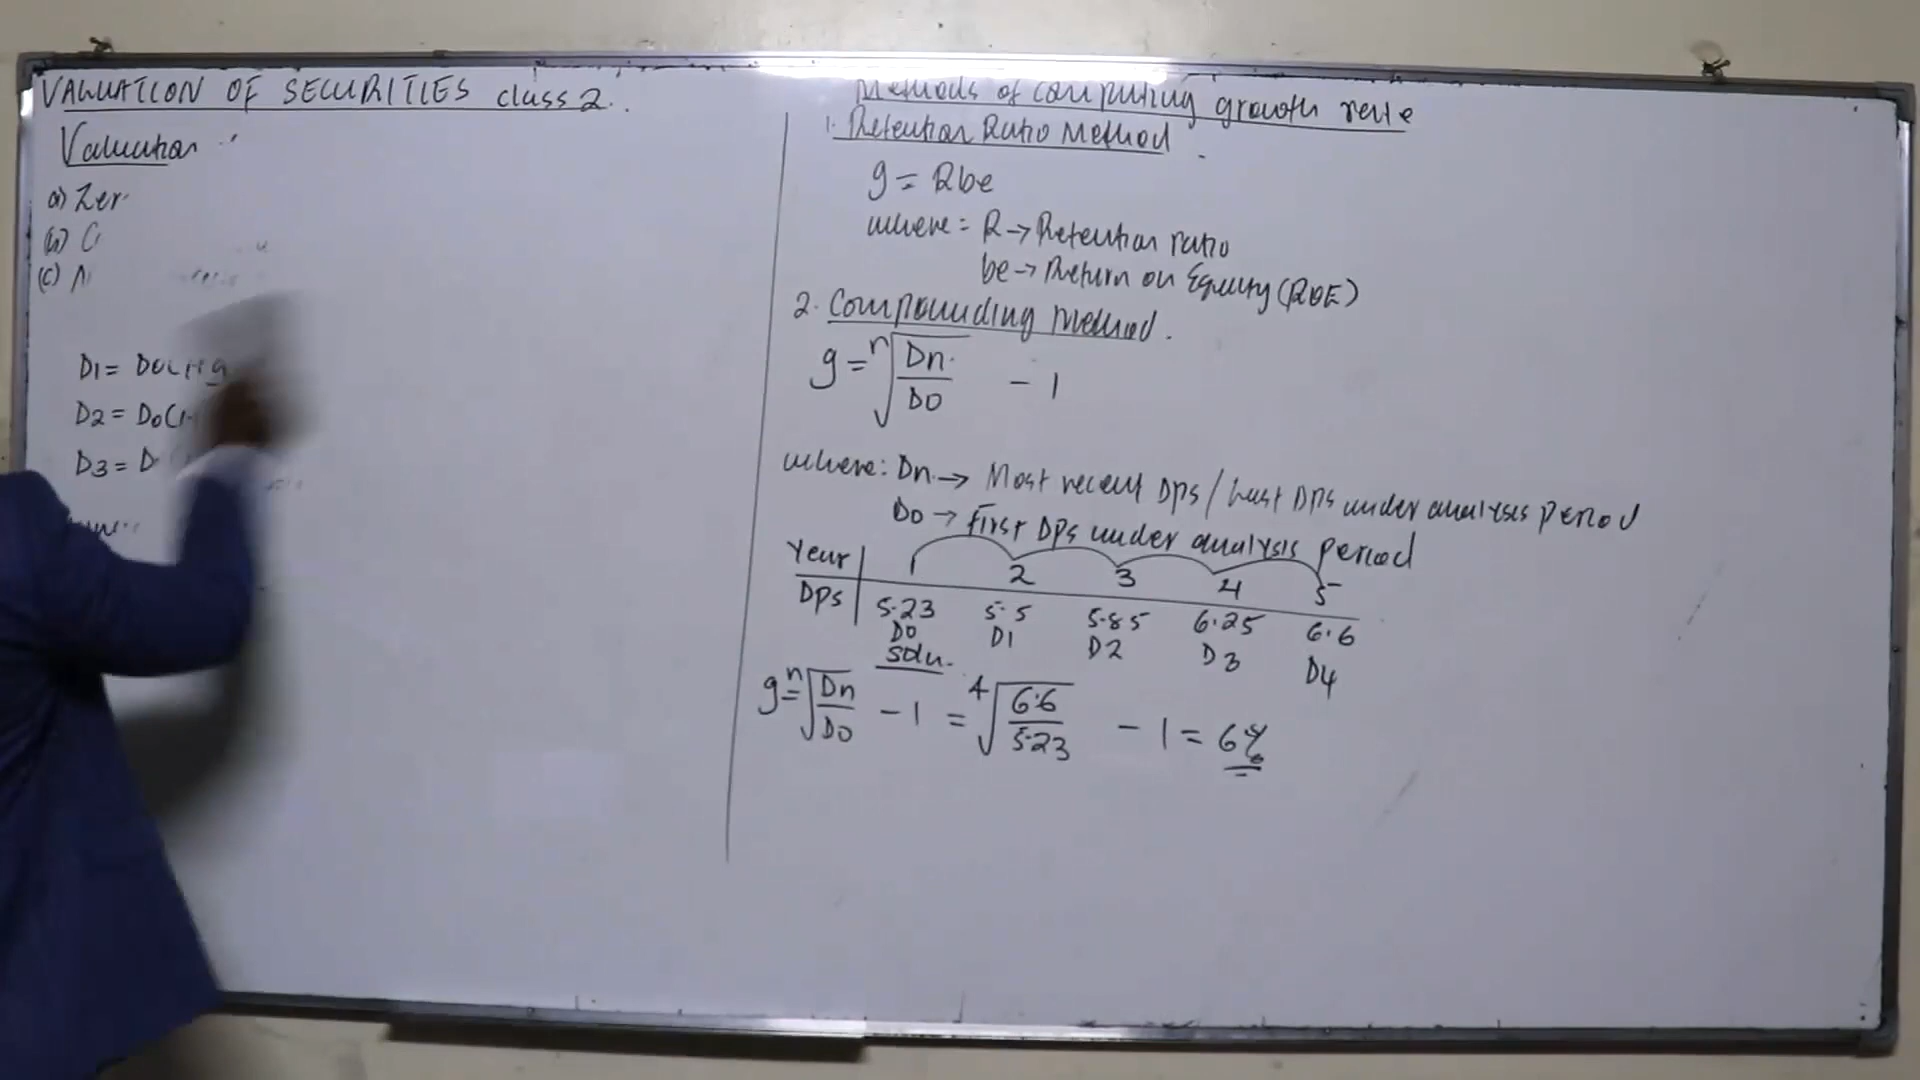 VALUATION OF SECURITIES class 2.
Valuation
a) Zer
(b) C
(c) N
D1 = D0(1+g
D2 = D0(1+
D3 = D
Methods of computing growth rate
1. Retention Ratio Method
g = Rbe
where = R → Retention ratio
be → Return on Equity (ROE)
2. Compounding Method.
g = n√(Dn/D0) - 1
where: Dn → Most recent DPS / Last DPS under analysis period
D0 → First DPS under analysis period
Year | 1 2 3 4 5
DPS | 5.23 5.5 5.85 6.25 6.6
D0 D1 D2 D3 D4
Soln.
g = n√(Dn/D0) - 1 = 4√(6.6/5.23) - 1 = 6%